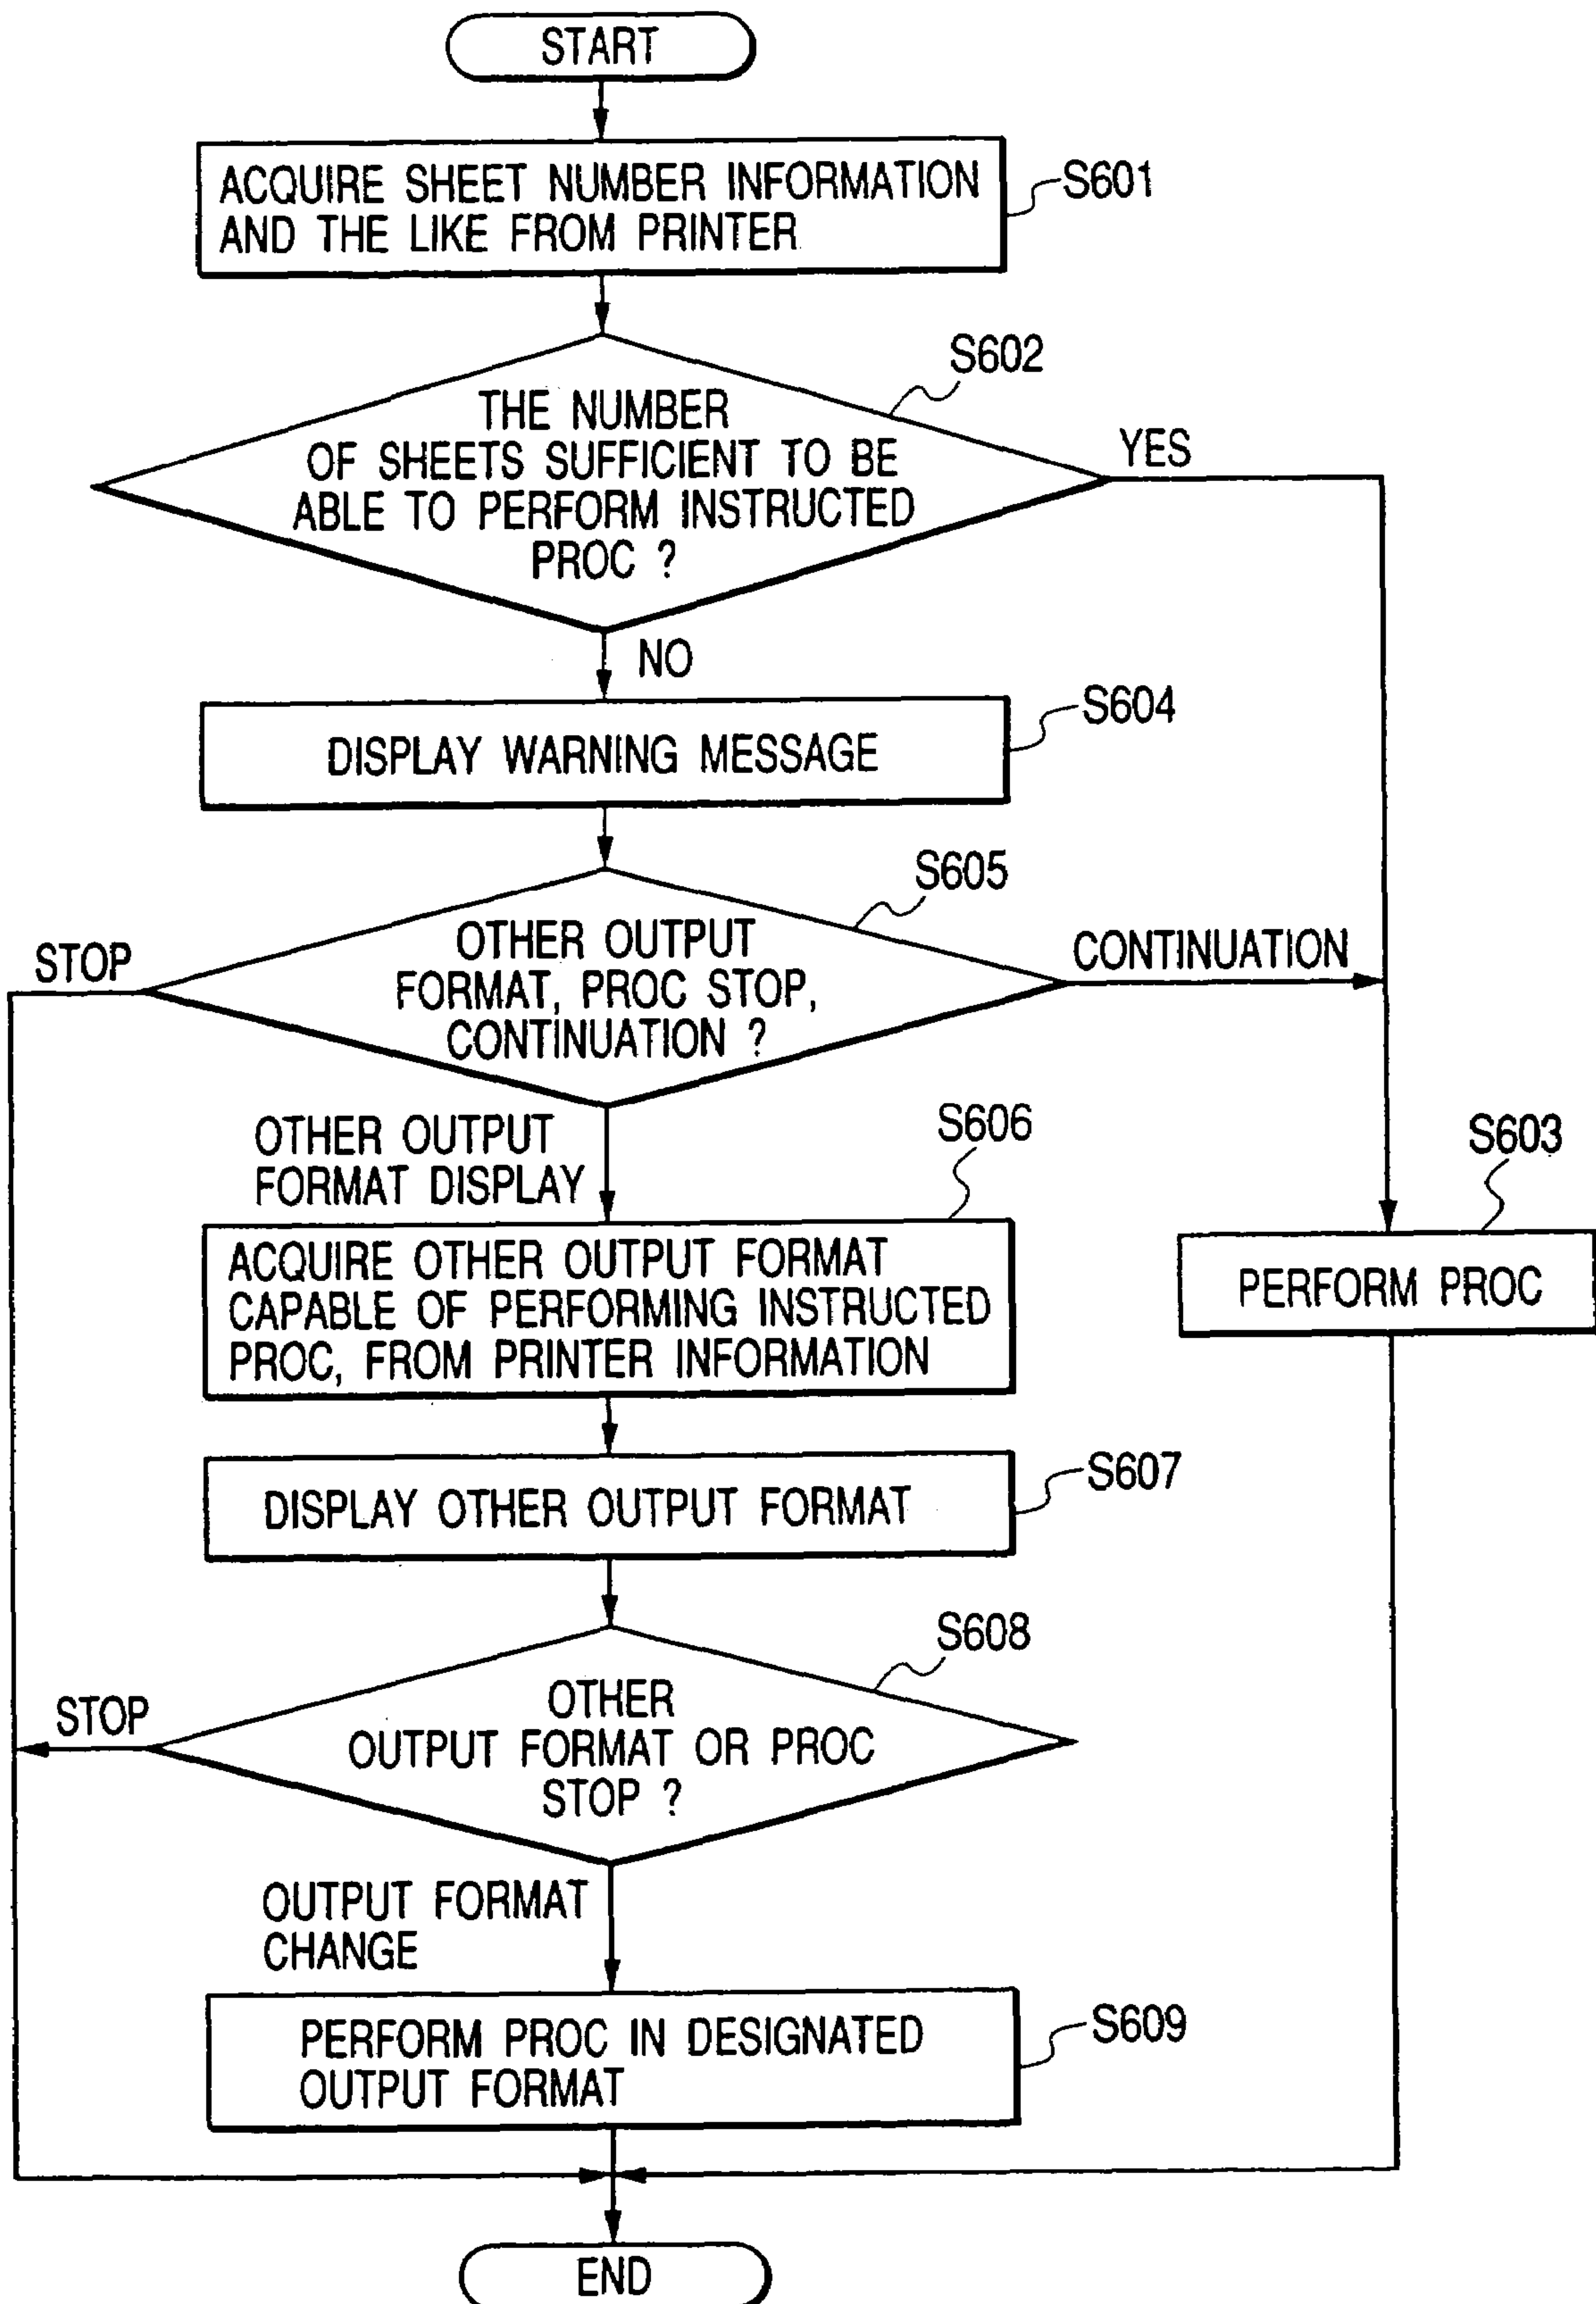 START
ACQUIRE SHEET NUMBER INFORMATION
AND THE LIKE FROM PRINTER
S601
S602
THE NUMBER
OF SHEETS SUFFICIENT TO BE
ABLE TO PERFORM INSTRUCTED
PROC ?
YES
NO
S604
DISPLAY WARNING MESSAGE
S605
OTHER OUTPUT
FORMAT, PROC STOP,
CONTINUATION ?
STOP
CONTINUATION
OTHER OUTPUT
FORMAT DISPLAY
S606
S603
ACQUIRE OTHER OUTPUT FORMAT
CAPABLE OF PERFORMING INSTRUCTED
PROC, FROM PRINTER INFORMATION
PERFORM PROC
S607
DISPLAY OTHER OUTPUT FORMAT
S608
OTHER
OUTPUT FORMAT OR PROC
STOP ?
STOP
OUTPUT FORMAT
CHANGE
PERFORM PROC IN DESIGNATED
OUTPUT FORMAT
S609
END